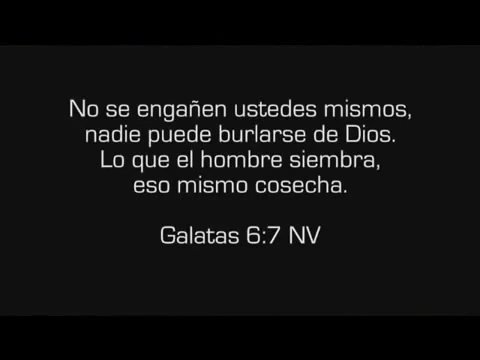 No se engañen ustedes mismos,
nadie puede burlarse de Dios.
Lo que el hombre siembra,
eso mismo cosecha.
Galatas 6:7 NV